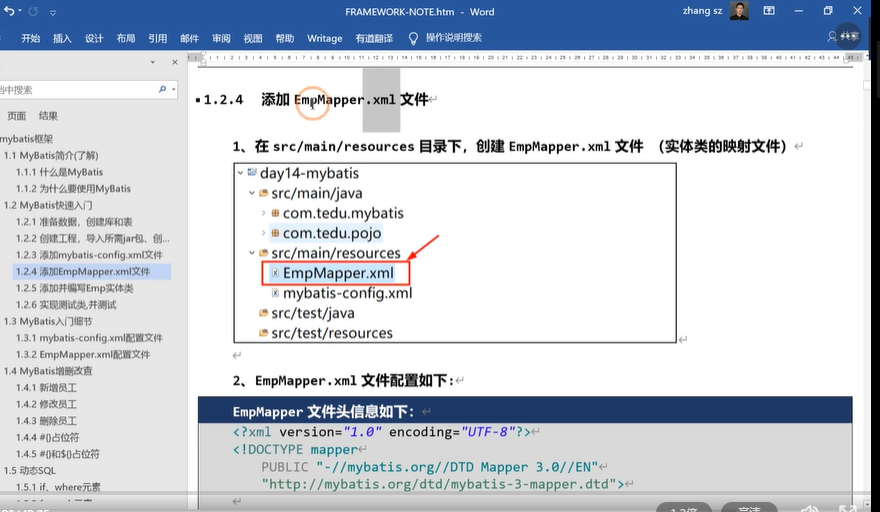 FRAMEWORK-NOTE.htm - Word
zhang sz
开始 插入 设计 布局 引用 邮件 审阅 视图 帮助 Writage 有道翻译 操作说明搜索
共享
档中搜索
页面 结果
mybatis框架
1.1 MyBatis简介(了解)
1.1.1 什么是MyBatis
1.1.2 为什么要使用MyBatis
1.2 MyBatis快速入门
1.2.1 准备数据，创建库和表
1.2.2 创建工程，导入所需jar包、创...
1.2.3 添加mybatis-config.xml文件
1.2.4 添加EmpMapper.xml文件
1.2.5 添加并编写Emp实体类
1.2.6 实现测试类,并测试
1.3 MyBatis入门细节
1.3.1 mybatis-config.xml配置文件
1.3.2 EmpMapper.xml配置文件
1.4 MyBatis增删改查
1.4.1 新增员工
1.4.2 修改员工
1.4.3 删除员工
1.4.4 #{}占位符
1.4.5 #{}和${}占位符
1.5 动态SQL
1.5.1 if、where元素
1.2.4 添加 EmpMapper.xml 文件
1、在 src/main/resources 目录下，创建 EmpMapper.xml 文件 （实体类的映射文件）
day14-mybatis
src/main/java
com.tedu.mybatis
com.tedu.pojo
src/main/resources
EmpMapper.xml
mybatis-config.xml
src/test/java
src/test/resources
2、EmpMapper.xml 文件配置如下:
EmpMapper 文件头信息如下：
<?xml version="1.0" encoding="UTF-8"?>
<!DOCTYPE mapper
PUBLIC "-//mybatis.org//DTD Mapper 3.0//EN"
"http://mybatis.org/dtd/mybatis-3-mapper.dtd">